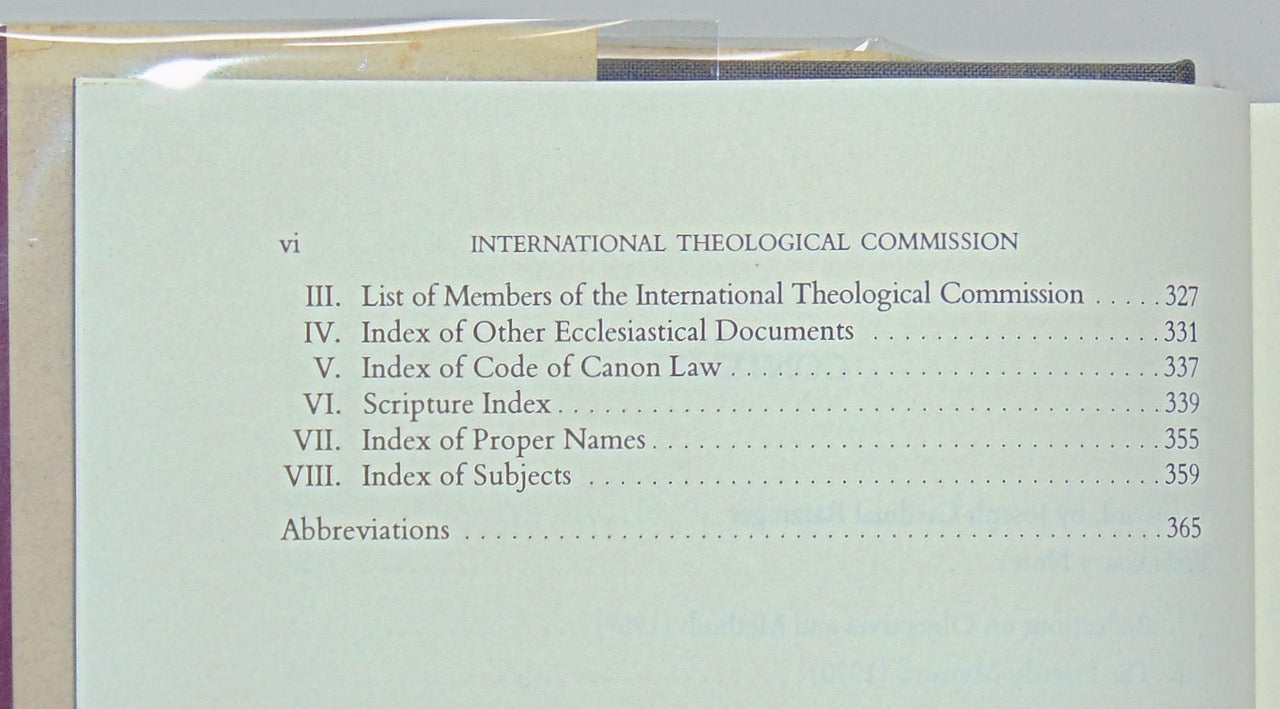 vi INTERNATIONAL THEOLOGICAL COMMISSION
III. List of Members of the International Theological Commission . . . . . 327
IV. Index of Other Ecclesiastical Documents . . . . . . . . . . . . . . . . . 331
V. Index of Code of Canon Law . . . . . . . . . . . . . . . . . . . . . . . . . 337
VI. Scripture Index . . . . . . . . . . . . . . . . . . . . . . . . . . . . . . . . . . 339
VII. Index of Proper Names . . . . . . . . . . . . . . . . . . . . . . . . . . . . . 355
VIII. Index of Subjects . . . . . . . . . . . . . . . . . . . . . . . . . . . . . . . . 359
Abbreviations . . . . . . . . . . . . . . . . . . . . . . . . . . . . . . . . . . . . . . . 365